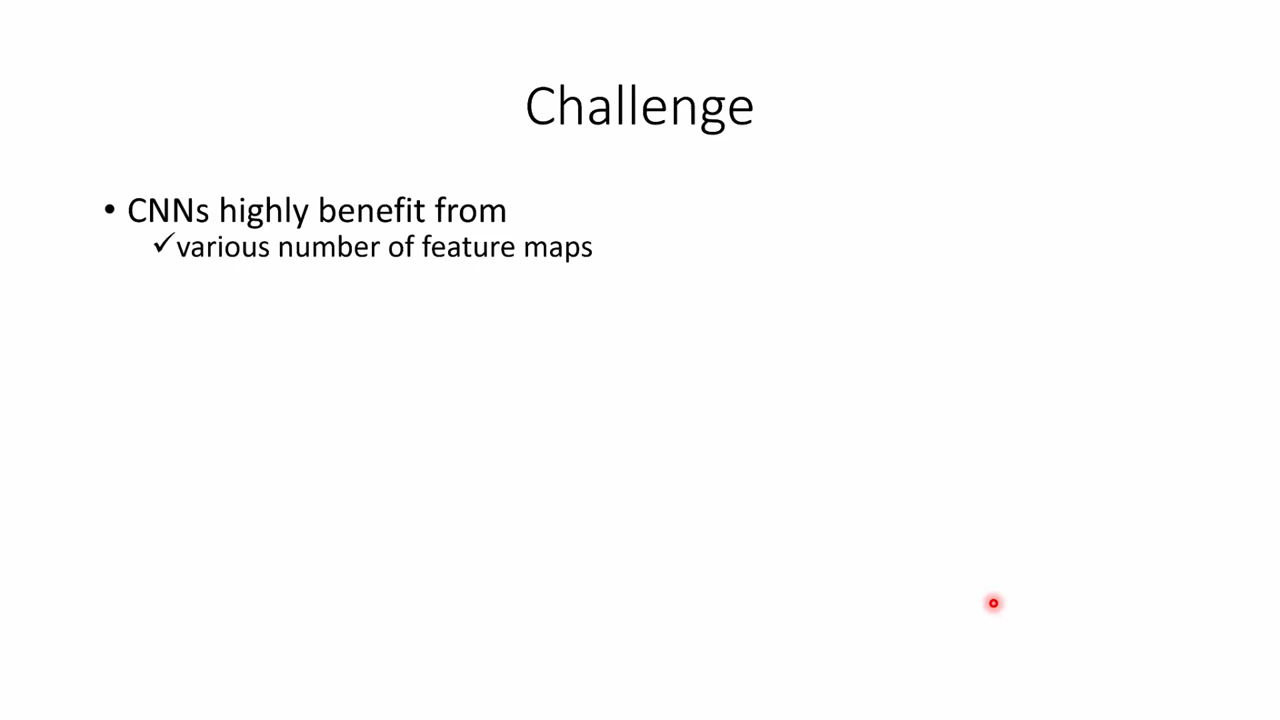 Challenge
• CNNs highly benefit from
✓various number of feature maps